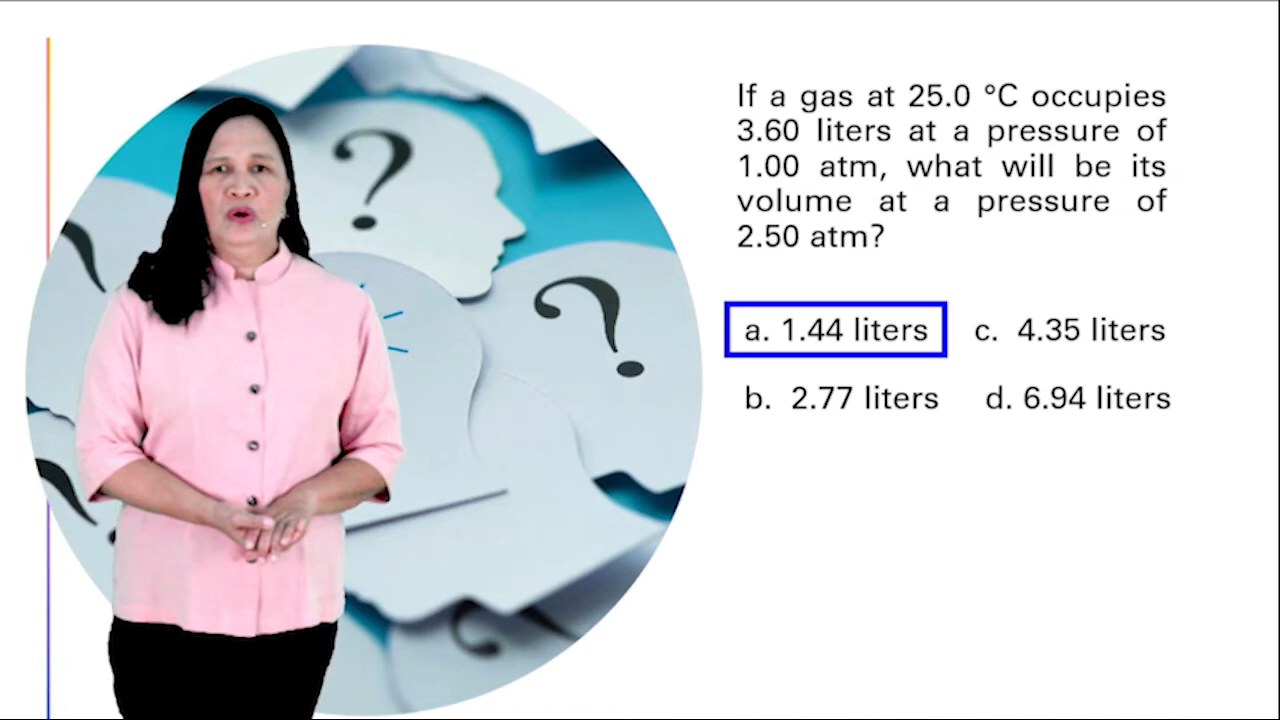 If a gas at 25.0 °C occupies
3.60 liters at a pressure of
1.00 atm, what will be its
volume at a pressure of
2.50 atm?
a. 1.44 liters c. 4.35 liters
b. 2.77 liters d. 6.94 liters